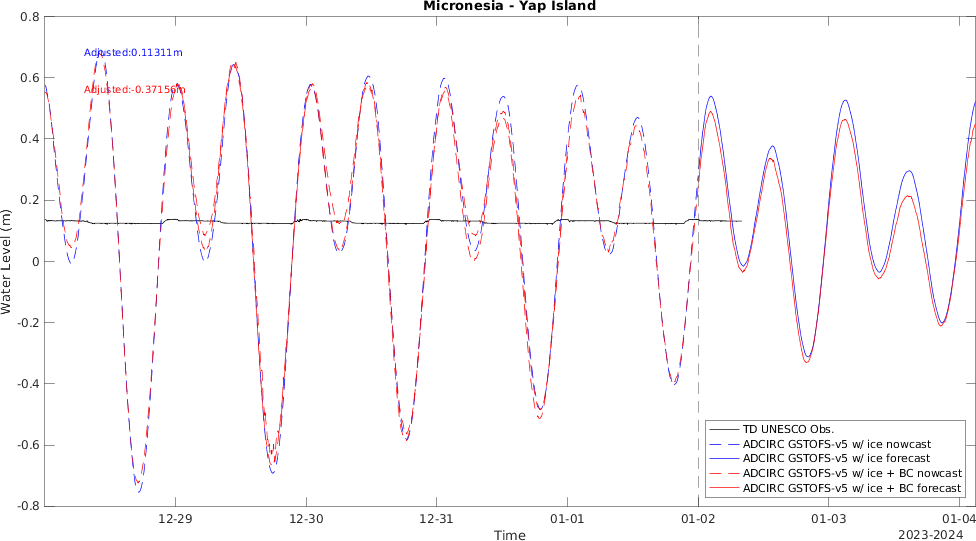 Micronesia - Yap Island
0.8
0.6
0.4
0.2
0
-0.2
-0.4
-0.6
-0.8
Water Level (m)
Adjusted:0.11311m
Adjusted:-0.37156m
TD UNESCO Obs.
ADCIRC GSTOFS-v5 w/ ice nowcast
ADCIRC GSTOFS-v5 w/ ice forecast
ADCIRC GSTOFS-v5 w/ ice + BC nowcast
ADCIRC GSTOFS-v5 w/ ice + BC forecast
12-29 12-30 12-31 01-01 01-02 01-03 01-04
Time
2023-2024